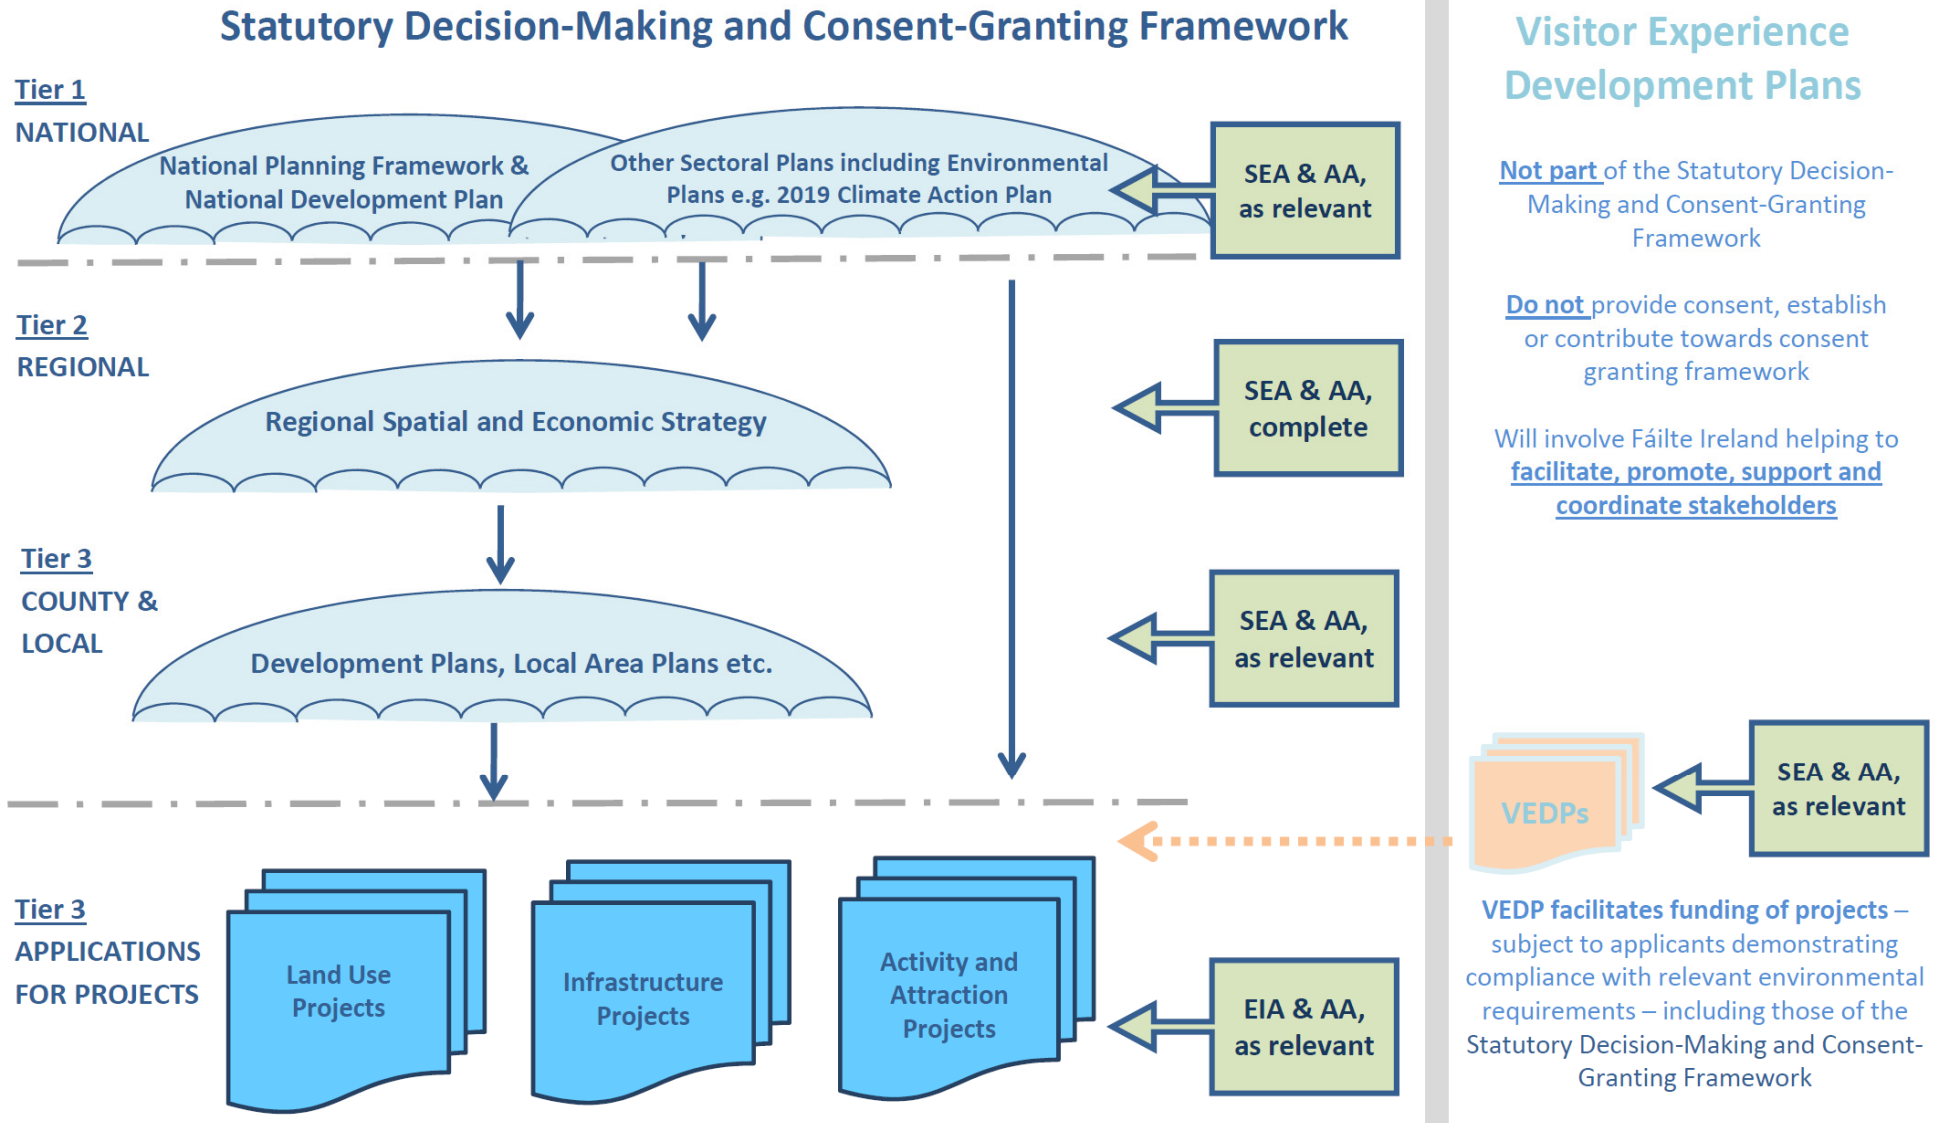 Statutory Decision-Making and Consent-Granting Framework
Tier 1
NATIONAL
National Planning Framework &
National Development Plan
Other Sectoral Plans including Environmental
Plans e.g. 2019 Climate Action Plan
SEA & AA,
as relevant
Tier 2
REGIONAL
Regional Spatial and Economic Strategy
SEA & AA,
complete
Tier 3
COUNTY &
LOCAL
Development Plans, Local Area Plans etc.
SEA & AA,
as relevant
Tier 3
APPLICATIONS
FOR PROJECTS
Land Use
Projects
Infrastructure
Projects
Activity and
Attraction
Projects
EIA & AA,
as relevant
Visitor Experience
Development Plans
Not part of the Statutory Decision-
Making and Consent-Granting
Framework
Do not provide consent, establish
or contribute towards consent
granting framework
Will involve Fáilte Ireland helping to
facilitate, promote, support and
coordinate stakeholders
VEDPs
SEA & AA,
as relevant
VEDP facilitates funding of projects –
subject to applicants demonstrating
compliance with relevant environmental
requirements – including those of the
Statutory Decision-Making and Consent-
Granting Framework